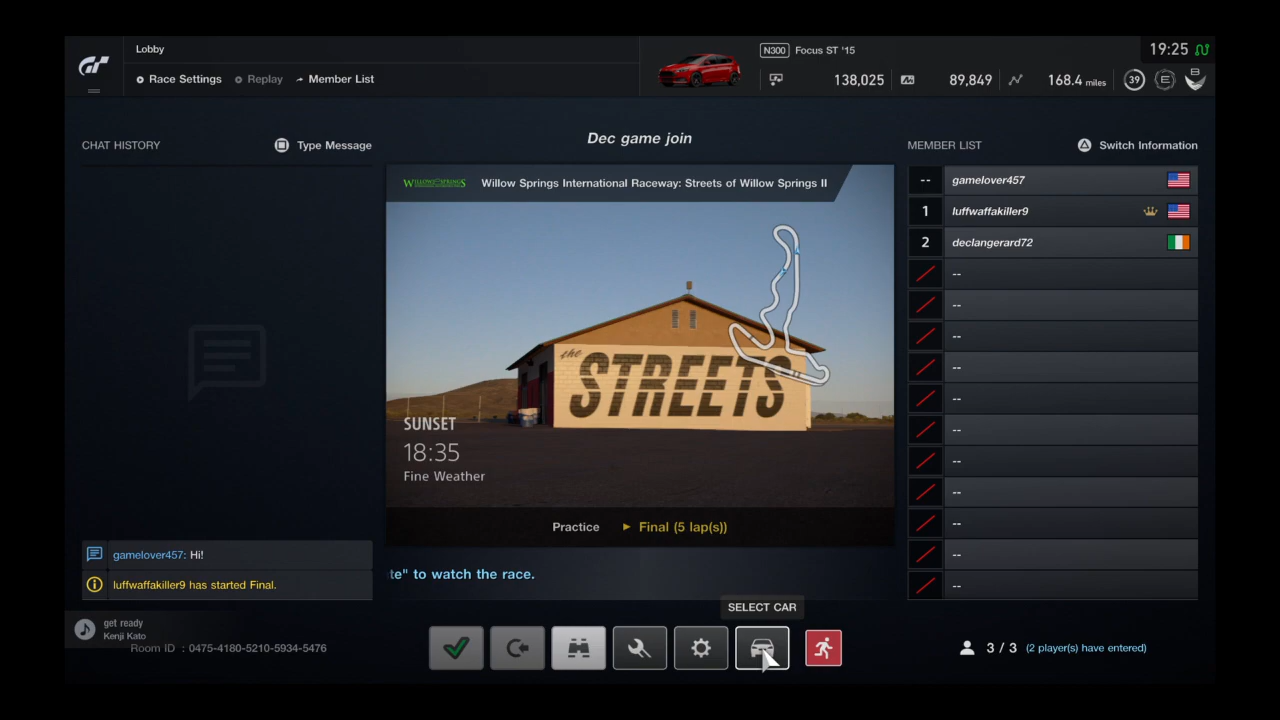 Lobby
N300 Focus ST '15
19:25
Race Settings Replay Member List
138,025 89,849 168.4 miles 39 E B
CHAT HISTORY Type Message
Dec game join
MEMBER LIST Switch Information
WILLOW SPRINGS Willow Springs International Raceway: Streets of Willow Springs II
-- gamelover457
1 luffwaffakiller9
2 declangerard72
--
--
--
--
--
--
--
--
--
--
--
the STREETS
SUNSET
18:35
Fine Weather
Practice Final (5 lap(s))
gamelover457: Hi!
luffwaffakiller9 has started Final.
te" to watch the race.
SELECT CAR
get ready
Kenji Kato
Room ID : 0475-4180-5210-5934-5476
3 / 3 (2 player(s) have entered)